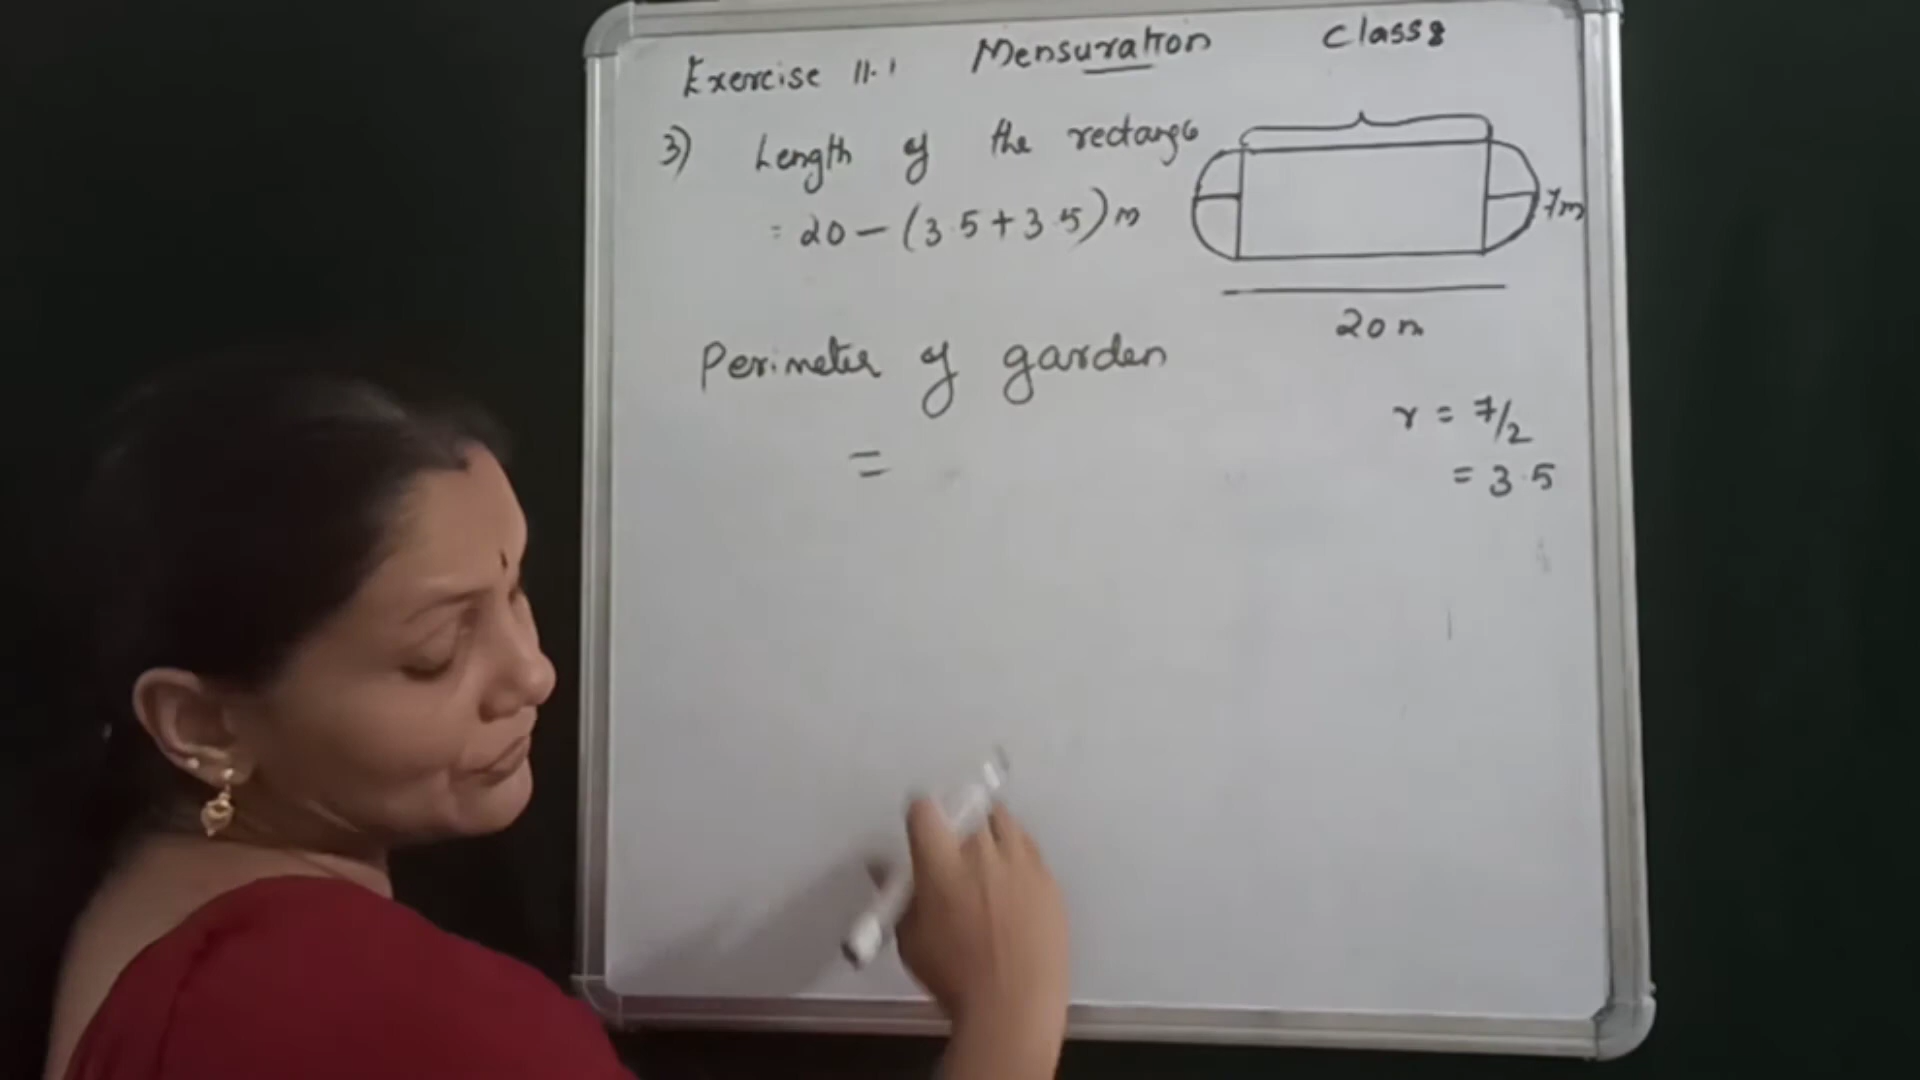 Exercise 11.1 Mensuration Class 8
3) Length of the rectange
= 20 - (3.5+3.5)m
7m
20m
Perimeter of garden
=
r = 7/2
= 3.5